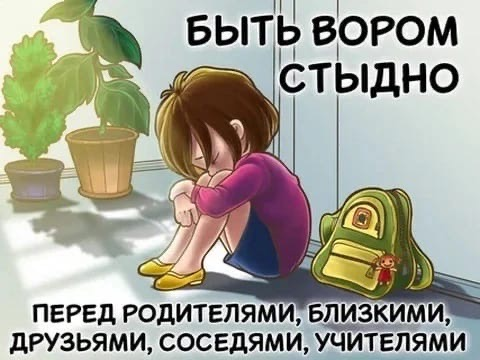 БЫТЬ ВОРОМ
СТЫДНО
ПЕРЕД РОДИТЕЛЯМИ, БЛИЗКИМИ,
ДРУЗЬЯМИ, СОСЕДЯМИ, УЧИТЕЛЯМИ